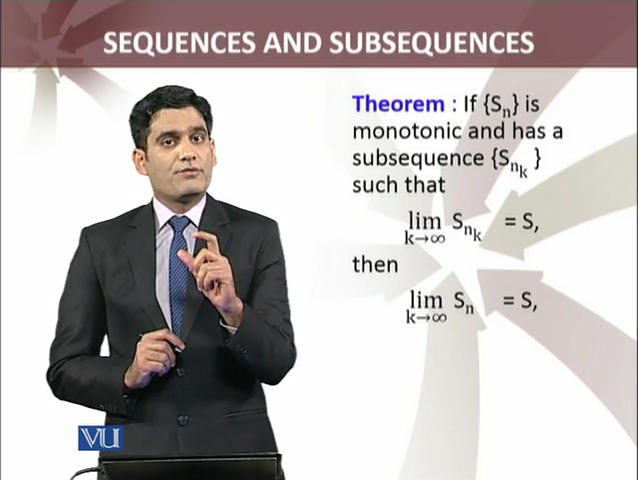 SEQUENCES AND SUBSEQUENCES
Theorem : If {Sₙ} is
monotonic and has a
subsequence {Sₙₖ }
such that
lim Sₙₖ = S,
k→∞
then
lim Sₙ = S,
k→∞
VU